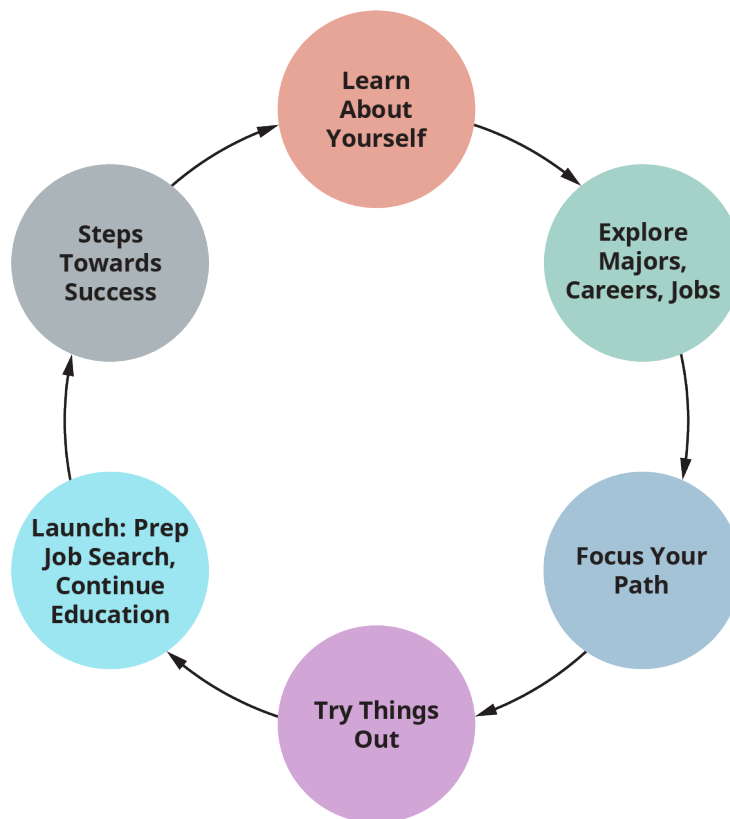 Learn
About
Yourself
Explore
Majors,
Careers, Jobs
Focus Your
Path
Try Things
Out
Launch: Prep
Job Search,
Continue
Education
Steps
Towards
Success